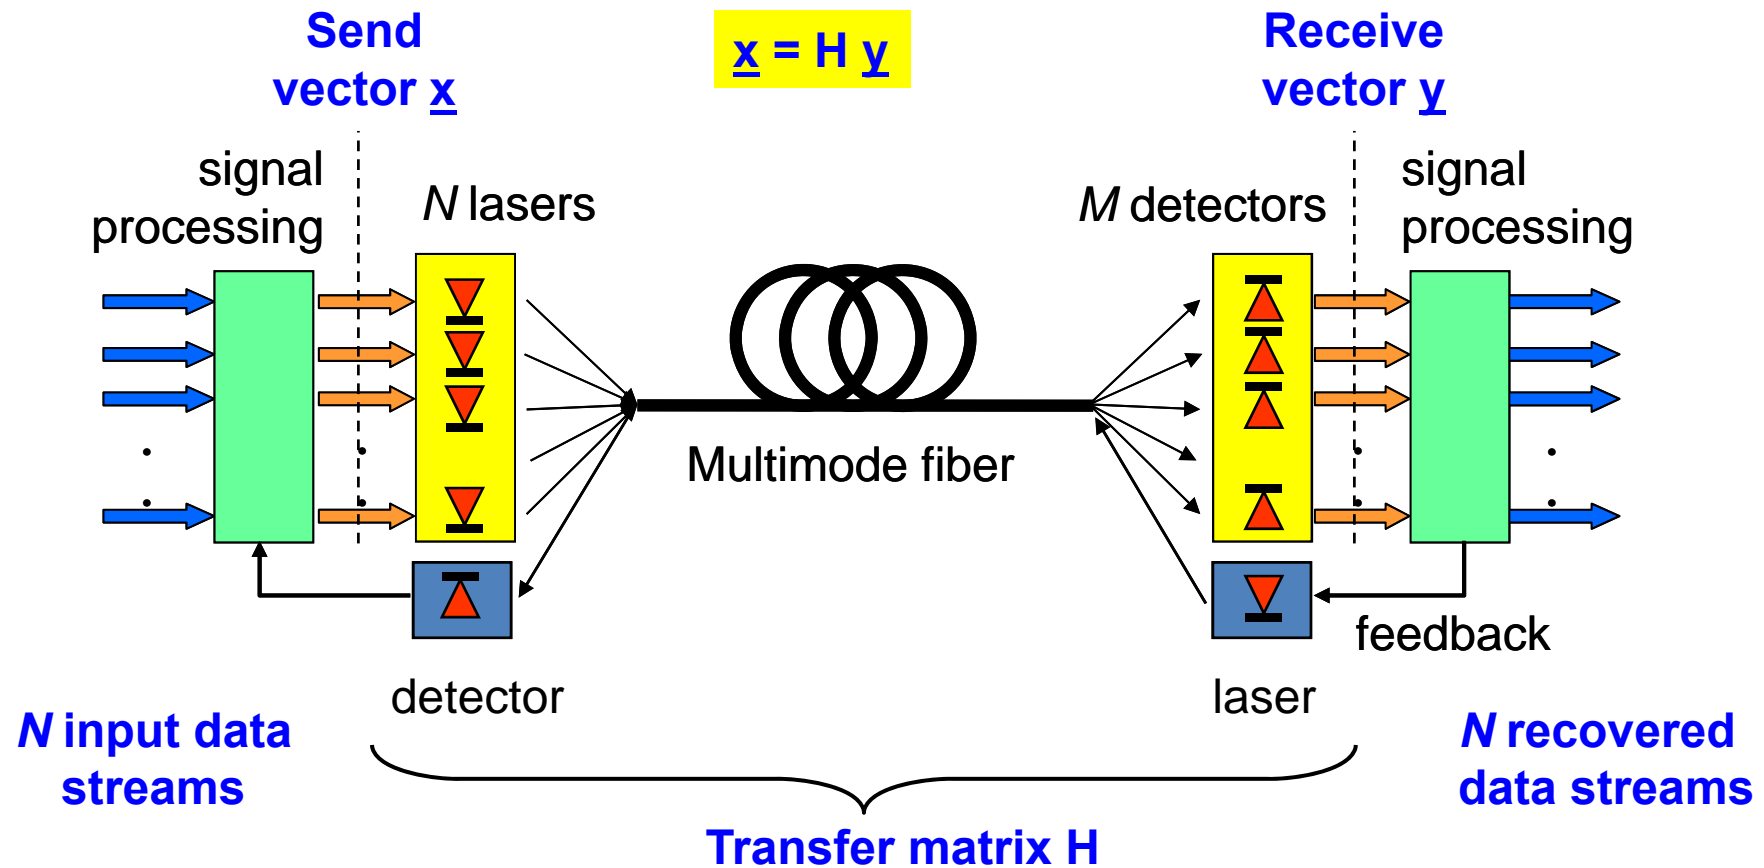 Send
vector x
x = H y
Receive
vector y
signal
processing
N lasers
M detectors
signal
processing
Multimode fiber
feedback
detector
laser
N input data
streams
N recovered
data streams
Transfer matrix H